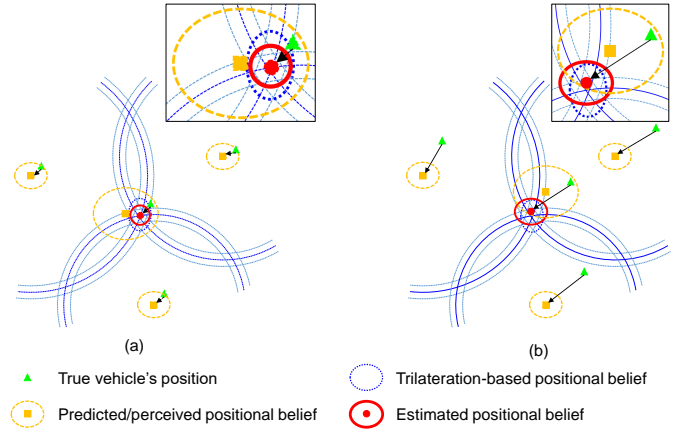 (a)
(b)
True vehicle's position
Trilateration-based positional belief
Predicted/perceived positional belief
Estimated positional belief